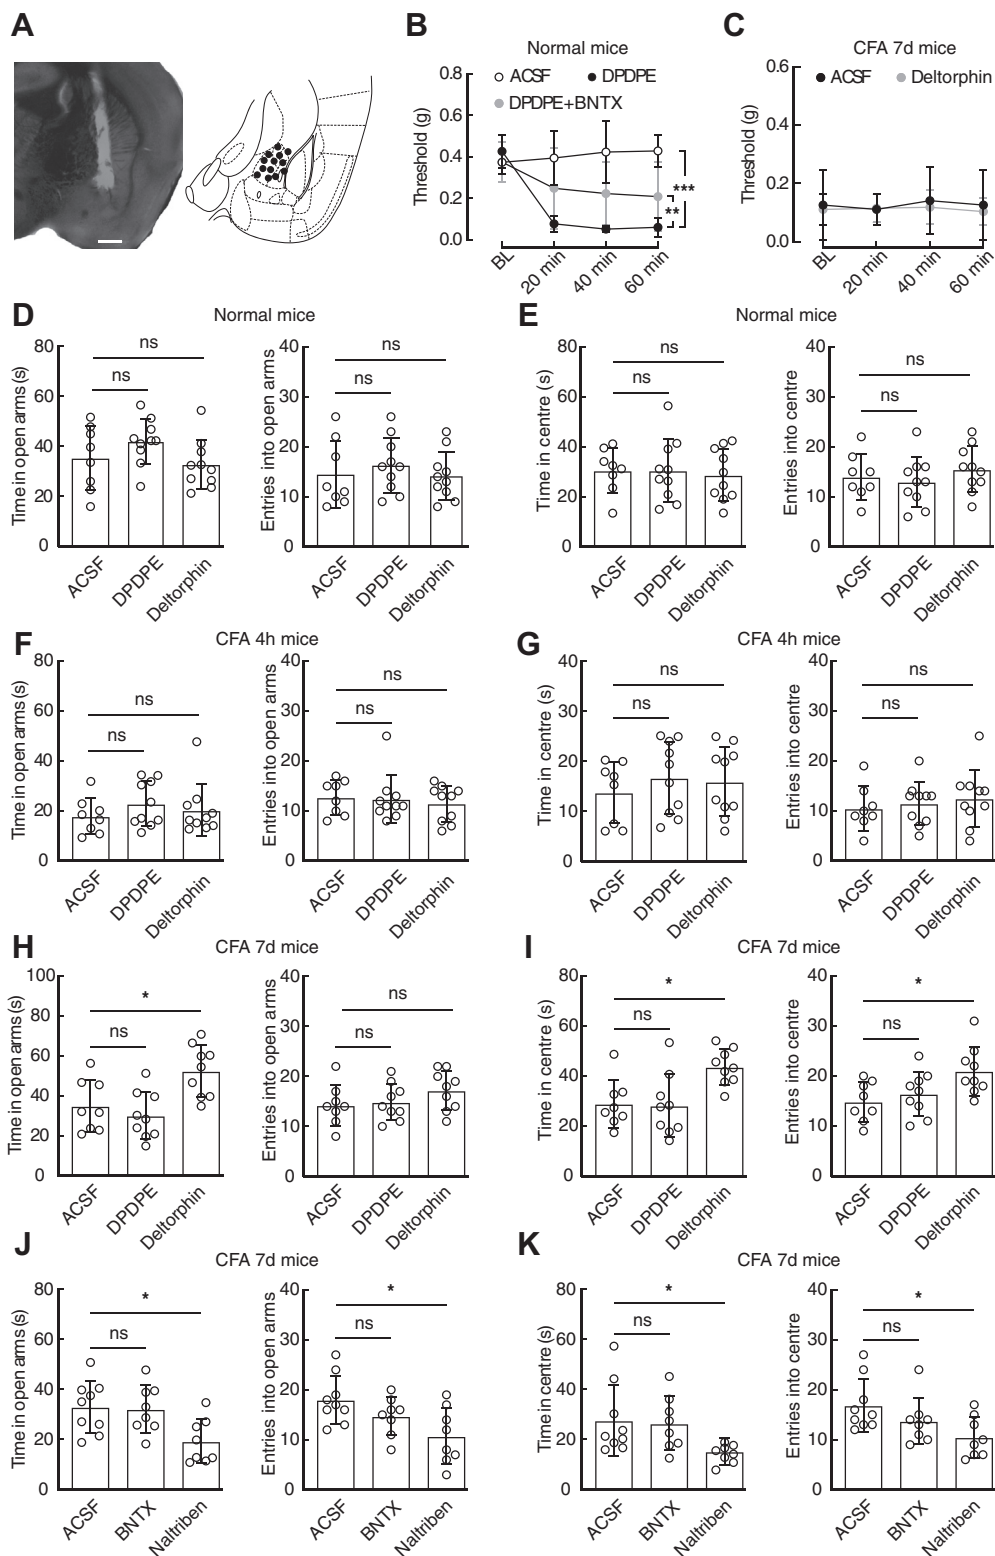 A
B
Normal mice
ACSF DPDPE
DPDPE+BNTX
Threshold (g)
0.8
0.6
0.4
0.2
0.0
***
**
BL
20 min
40 min
60 min
C
CFA 7d mice
ACSF Deltorphin
Threshold (g)
0.6
0.4
0.2
0.0
BL
20 min
40 min
60 min
D
Normal mice
Time in open arms (s)
80
60
40
20
0
ns
ns
ACSF
DPDPE
Deltorphin
Entries into open arms
40
30
20
10
0
ns
ns
ACSF
DPDPE
Deltorphin
E
Normal mice
Time in centre (s)
80
60
40
20
0
ns
ns
ACSF
DPDPE
Deltorphin
Entries into centre
40
30
20
10
0
ns
ns
ACSF
DPDPE
Deltorphin
F
CFA 4h mice
Time in open arms (s)
80
60
40
20
0
ns
ns
ACSF
DPDPE
Deltorphin
Entries into open arms
40
30
20
10
0
ns
ns
ACSF
DPDPE
Deltorphin
G
CFA 4h mice
Time in centre (s)
40
30
20
10
0
ns
ns
ACSF
DPDPE
Deltorphin
Entries into centre
40
30
20
10
0
ns
ns
ACSF
DPDPE
Deltorphin
H
CFA 7d mice
Time in open arms (s)
100
80
60
40
20
0
*
ns
ACSF
DPDPE
Deltorphin
Entries into open arms
40
30
20
10
0
ns
ns
ACSF
DPDPE
Deltorphin
I
CFA 7d mice
Time in centre (s)
80
60
40
20
0
*
ns
ACSF
DPDPE
Deltorphin
Entries into centre
40
30
20
10
0
*
ns
ACSF
DPDPE
Deltorphin
J
CFA 7d mice
Time in open arms (s)
80
60
40
20
0
*
ns
ACSF
BNTX
Naltriben
Entries into open arms
40
30
20
10
0
*
ns
ACSF
BNTX
Naltriben
K
CFA 7d mice
Time in centre (s)
80
60
40
20
0
*
ns
ACSF
BNTX
Naltriben
Entries into centre
40
30
20
10
0
*
ns
ACSF
BNTX
Naltriben